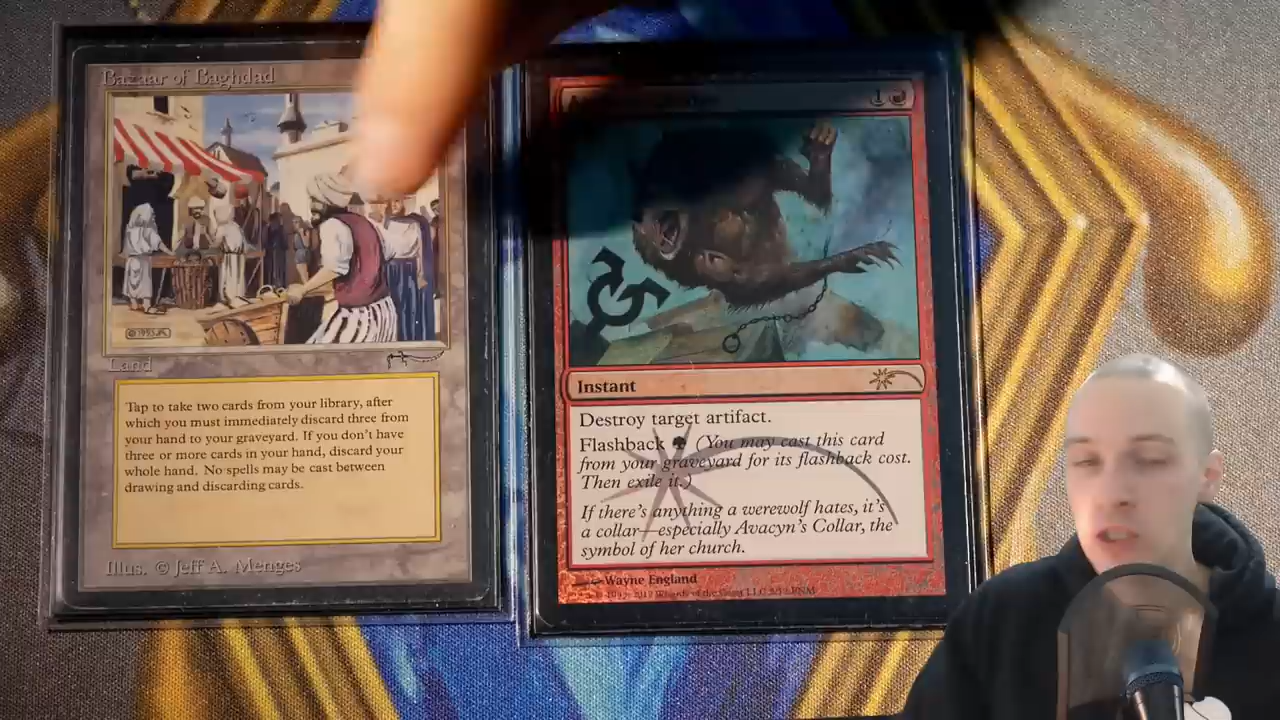 Bazaar of Baghdad
© 1993
Land
Tap to take two cards from your library, after
which you must immediately discard three from
your hand to your graveyard. If you don't have
three or more cards in your hand, discard your
whole hand. No spells may be cast between
drawing and discarding cards.
Illus. © Jeff A. Menges
1
Instant
Destroy target artifact.
Flashback (You may cast this card
from your graveyard for its flashback cost.
Then exile it.)
If there's anything a werewolf hates, it's
a collar—especially Avacyn's Collar, the
symbol of her church.
Wayne England